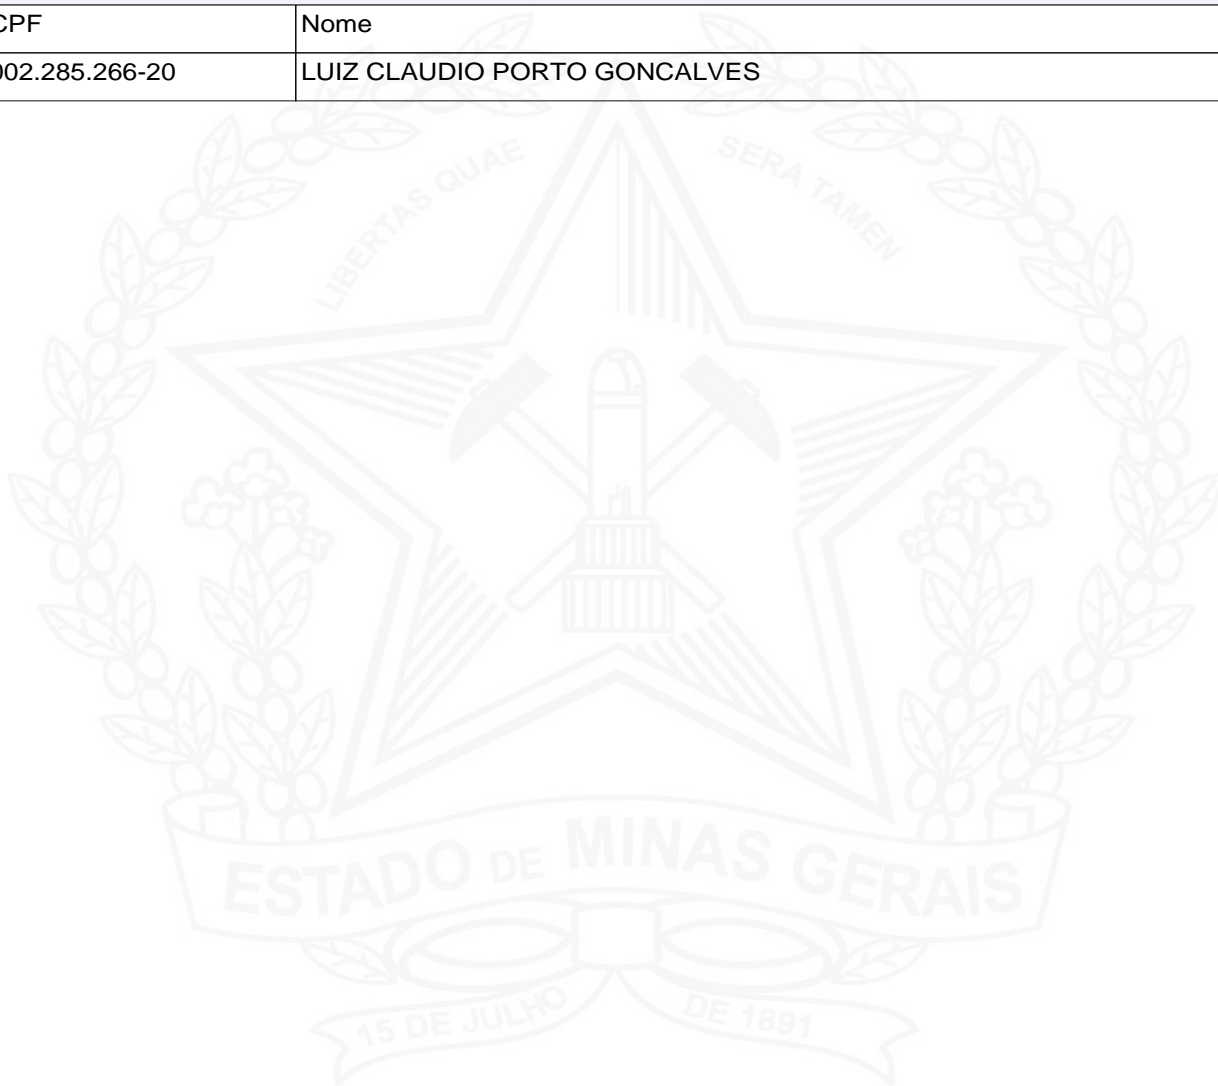 CPF Nome
002.285.266-20 LUIZ CLAUDIO PORTO GONCALVES
LIBERTAS QUAE SERA TAMEN
ESTADO DE MINAS GERAIS
15 DE JULHO DE 1891